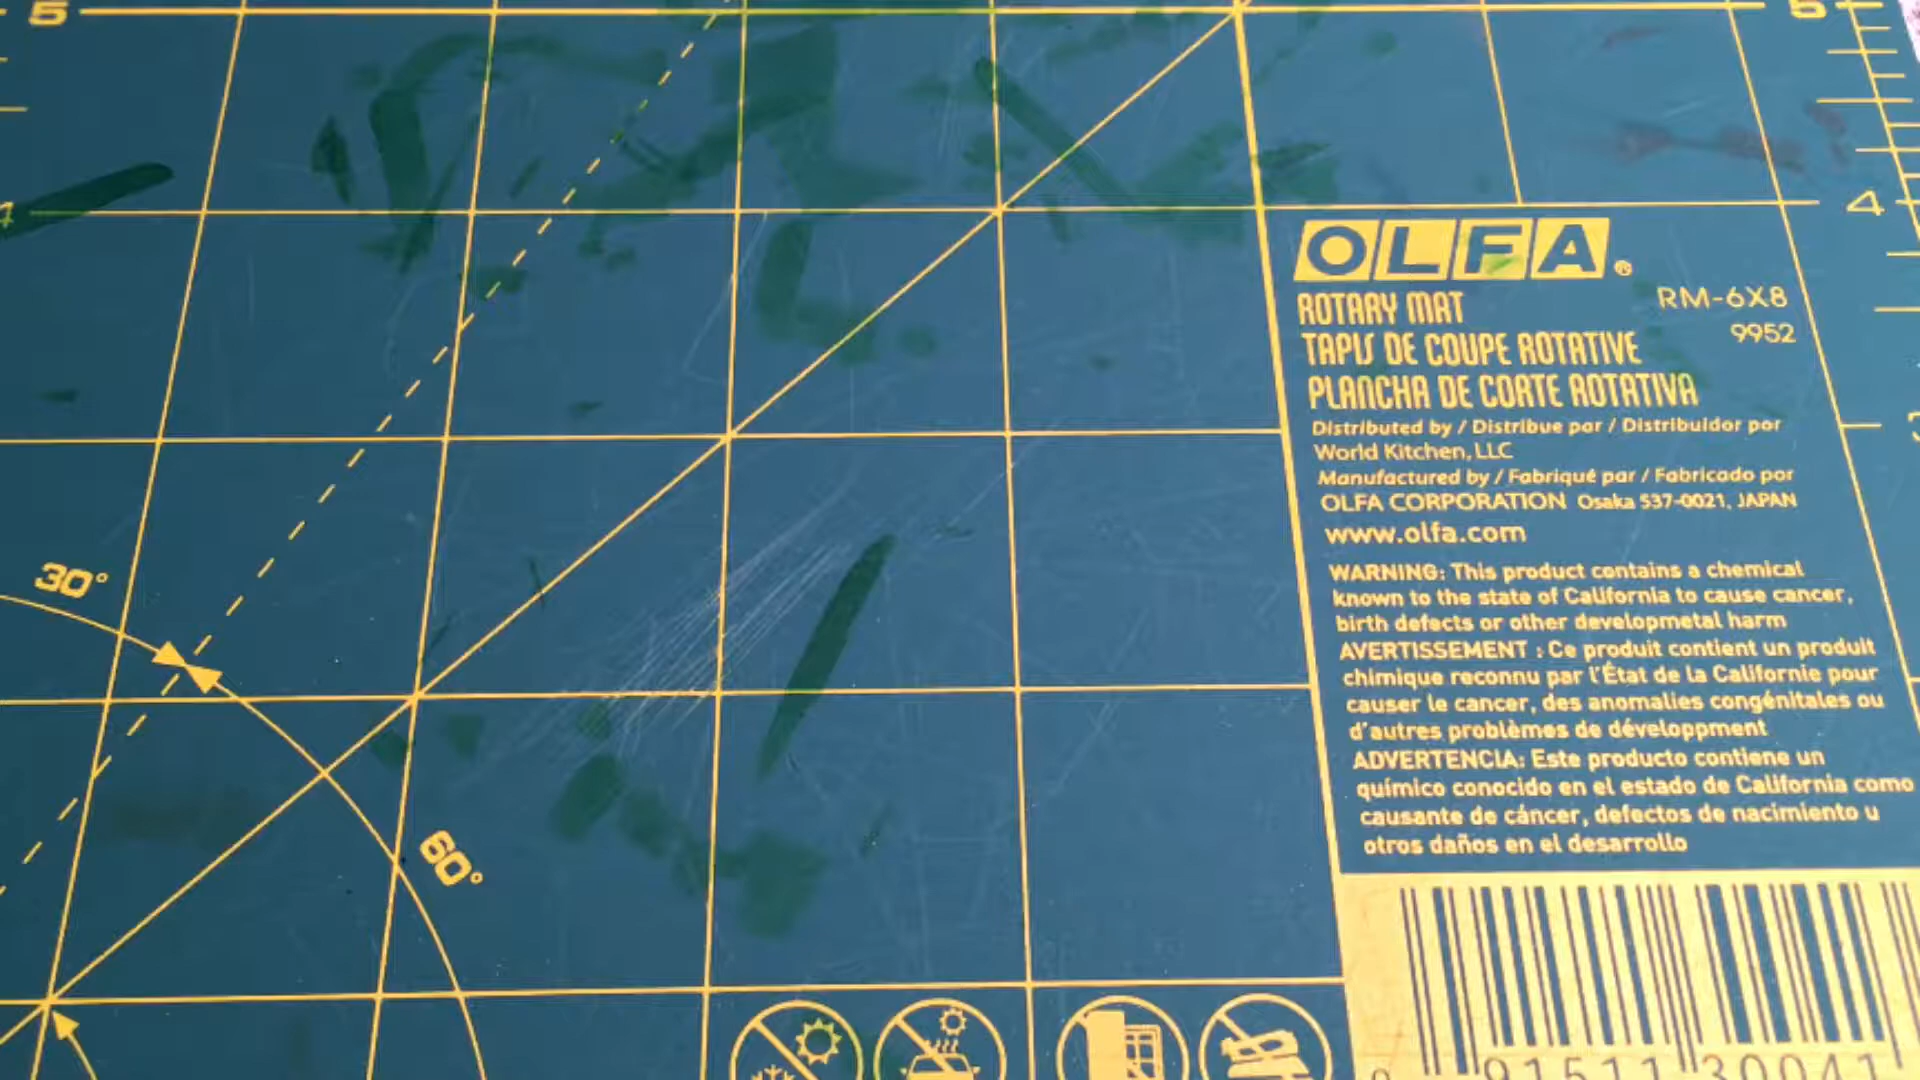 5
5
4
4
OLFA®
ROTARY MAT
RM-6X8
TAPIS DE COUPE ROTATIVE
9952
PLANCHA DE CORTE ROTATIVA
Distributed by / Distribue par / Distribuidor por
World Kitchen, LLC
Manufactured by / Fabriqué par / Fabricado por
OLFA CORPORATION Osaka 537-0021, JAPAN
www.olfa.com
30°
WARNING: This product contains a chemical
known to the state of California to cause cancer,
birth defects or other developmetal harm
AVERTISSEMENT : Ce produit contient un produit
chimique reconnu par l'État de la Californie pour
causer le cancer, des anomalies congénitales ou
d'autres problèmes de développment
ADVERTENCIA: Este producto contiene un
químico conocido en el estado de California como
causante de cáncer, defectos de nacimiento u
otros daños en el desarrollo
60°
0 91511 30041